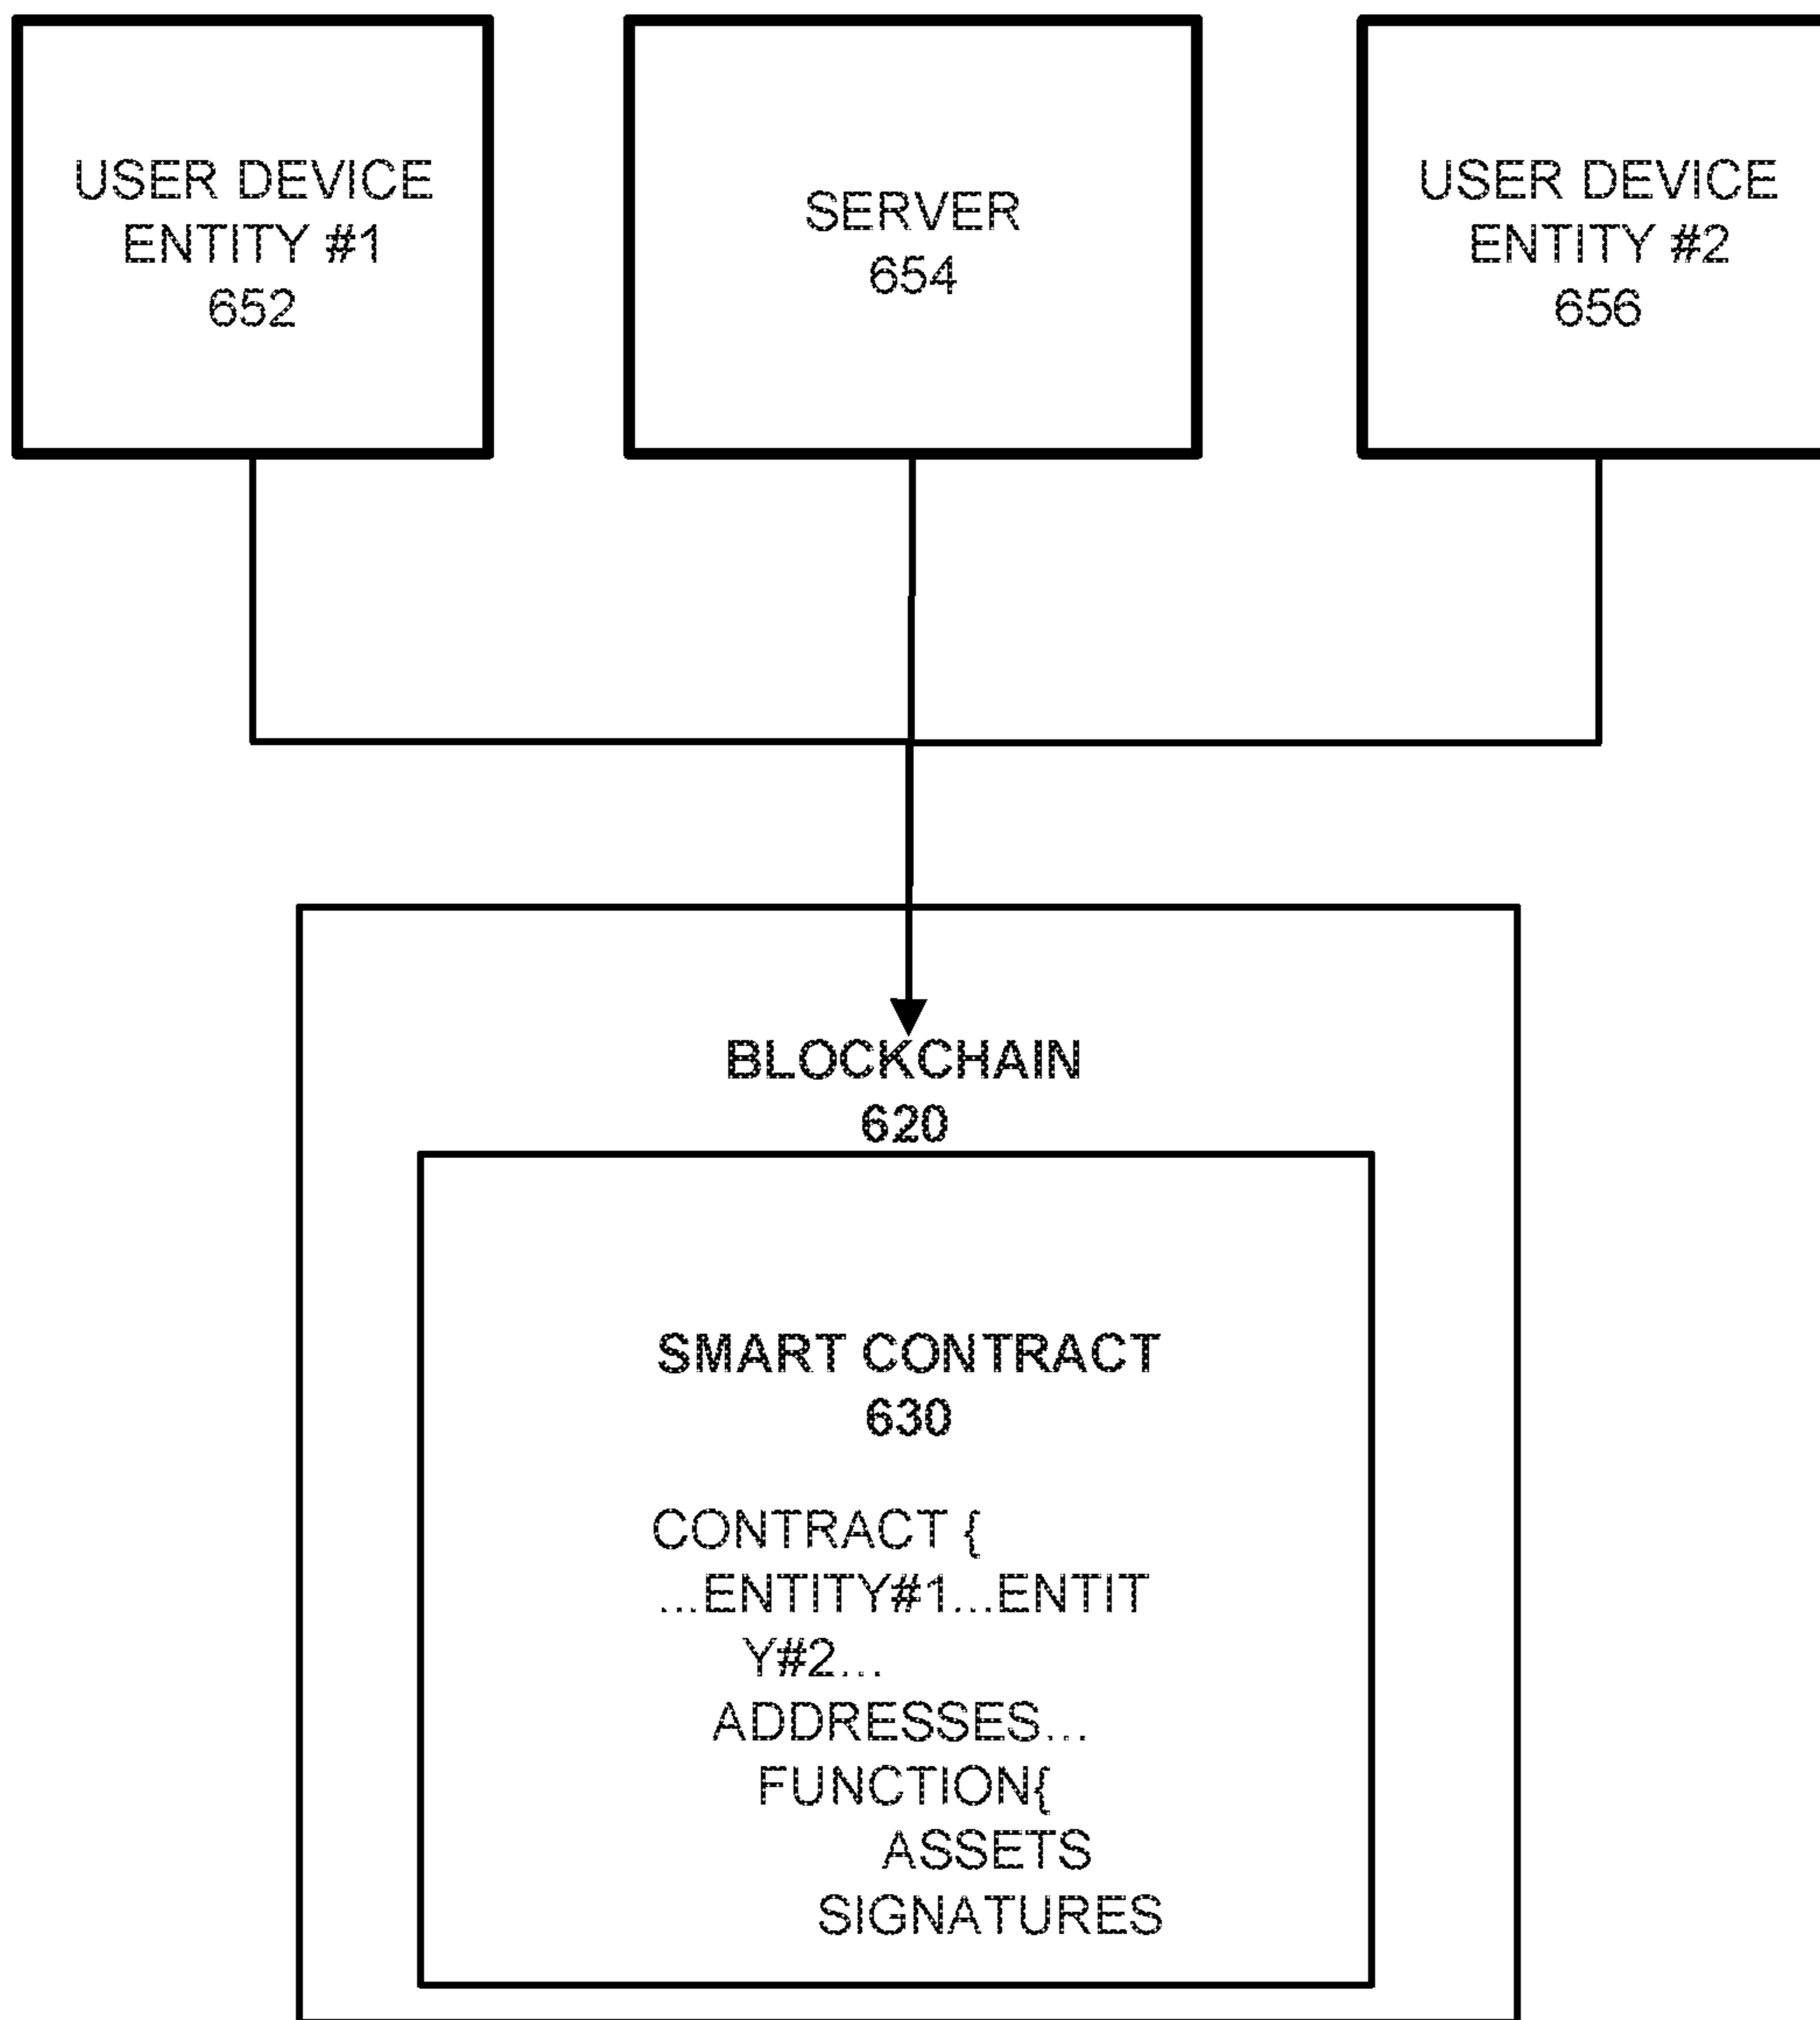 USER DEVICE
ENTITY #1
652
SERVER
654
USER DEVICE
ENTITY #2
656
BLOCKCHAIN
620
SMART CONTRACT
630
CONTRACT {
...ENTITY#1...ENTIT
Y#2...
ADDRESSES...
FUNCTION{
ASSETS
SIGNATURES